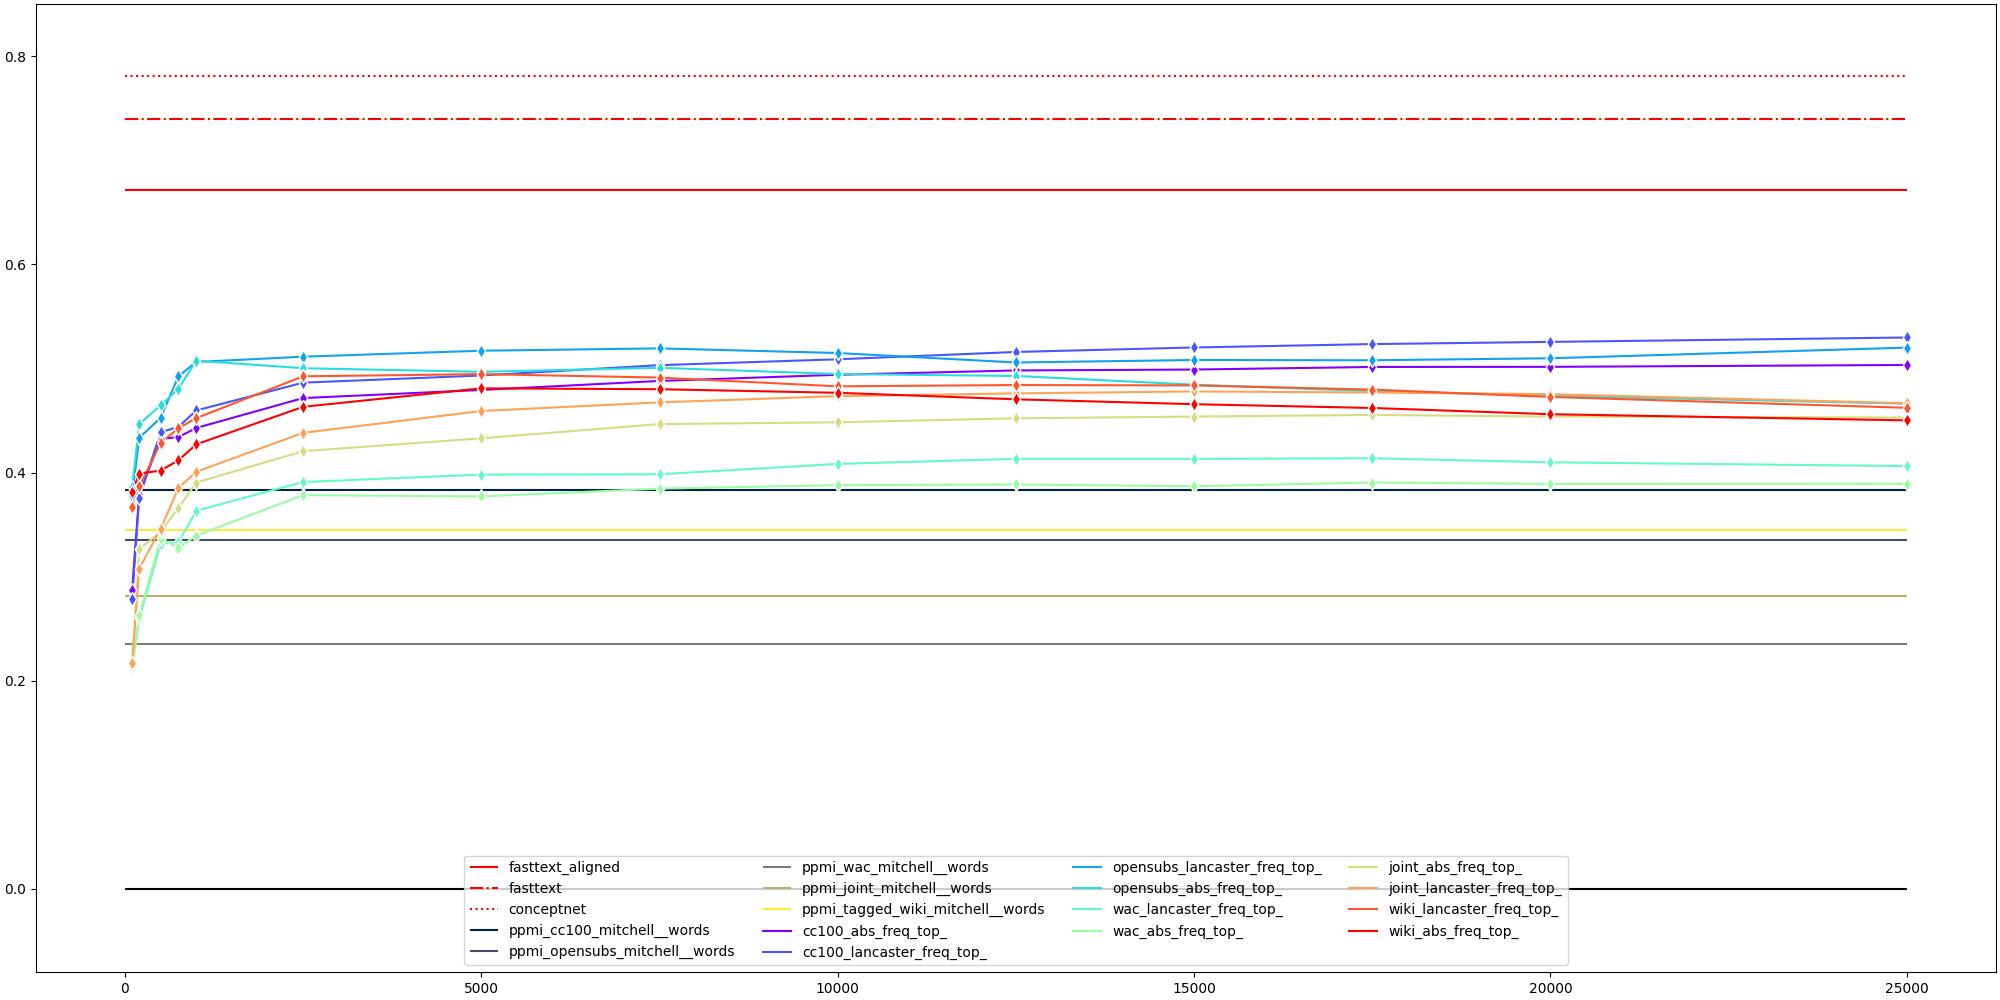 0.8
0.6
0.4
0.2
0.0
fasttext_aligned
fasttext
conceptnet
ppmi_cc100_mitchell__words
ppmi_opensubs_mitchell__words
ppmi_wac_mitchell__words
ppmi_joint_mitchell__words
ppmi_tagged_wiki_mitchell__words
cc100_abs_freq_top_
cc100_lancaster_freq_top_
opensubs_lancaster_freq_top_
opensubs_abs_freq_top_
wac_lancaster_freq_top_
wac_abs_freq_top_
joint_abs_freq_top_
joint_lancaster_freq_top_
wiki_lancaster_freq_top_
wiki_abs_freq_top_
0
5000
10000
15000
20000
25000